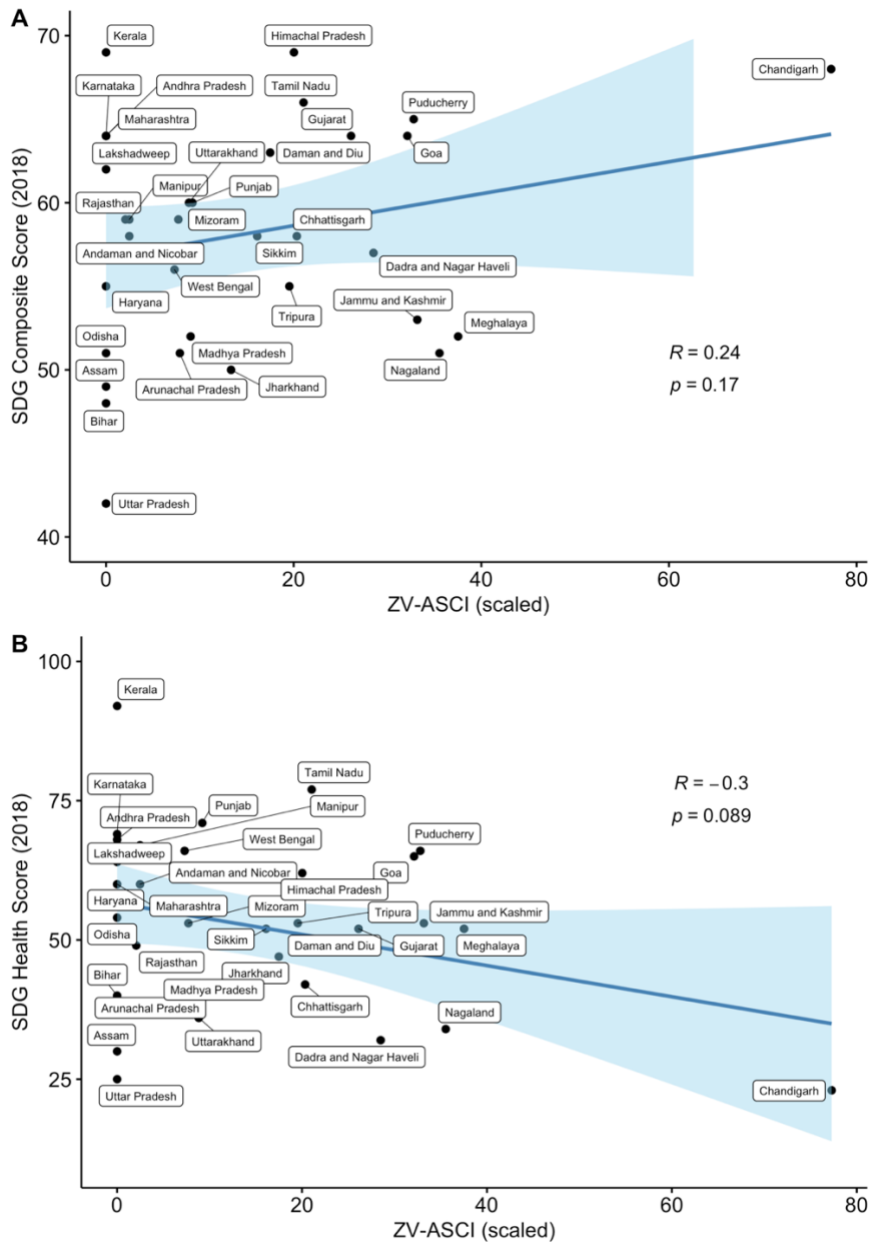 A
70
60
50
40
SDG Composite Score (2018)
Kerala
Himachal Pradesh
Chandigarh
Karnataka
Andhra Pradesh
Tamil Nadu
Puducherry
Maharashtra
Gujarat
Lakshadweep
Uttarakhand
Daman and Diu
Goa
Manipur
Punjab
Rajasthan
Mizoram
Chhattisgarh
Andaman and Nicobar
Sikkim
Dadra and Nagar Haveli
West Bengal
Haryana
Tripura
Jammu and Kashmir
Meghalaya
Odisha
Madhya Pradesh
Assam
Arunachal Pradesh
Jharkhand
Nagaland
Bihar
Uttar Pradesh
R = 0.24
p = 0.17
0 20 40 60 80
ZV-ASCI (scaled)
B
100
75
50
25
SDG Health Score (2018)
Kerala
Tamil Nadu
Karnataka
Punjab
Manipur
Andhra Pradesh
West Bengal
Puducherry
Lakshadweep
Andaman and Nicobar
Goa
Himachal Pradesh
Haryana
Maharashtra
Mizoram
Tripura
Jammu and Kashmir
Odisha
Sikkim
Daman and Diu
Gujarat
Meghalaya
Rajasthan
Bihar
Jharkhand
Madhya Pradesh
Arunachal Pradesh
Chhattisgarh
Nagaland
Assam
Uttarakhand
Dadra and Nagar Haveli
Uttar Pradesh
Chandigarh
R = −0.3
p = 0.089
0 20 40 60 80
ZV-ASCI (scaled)